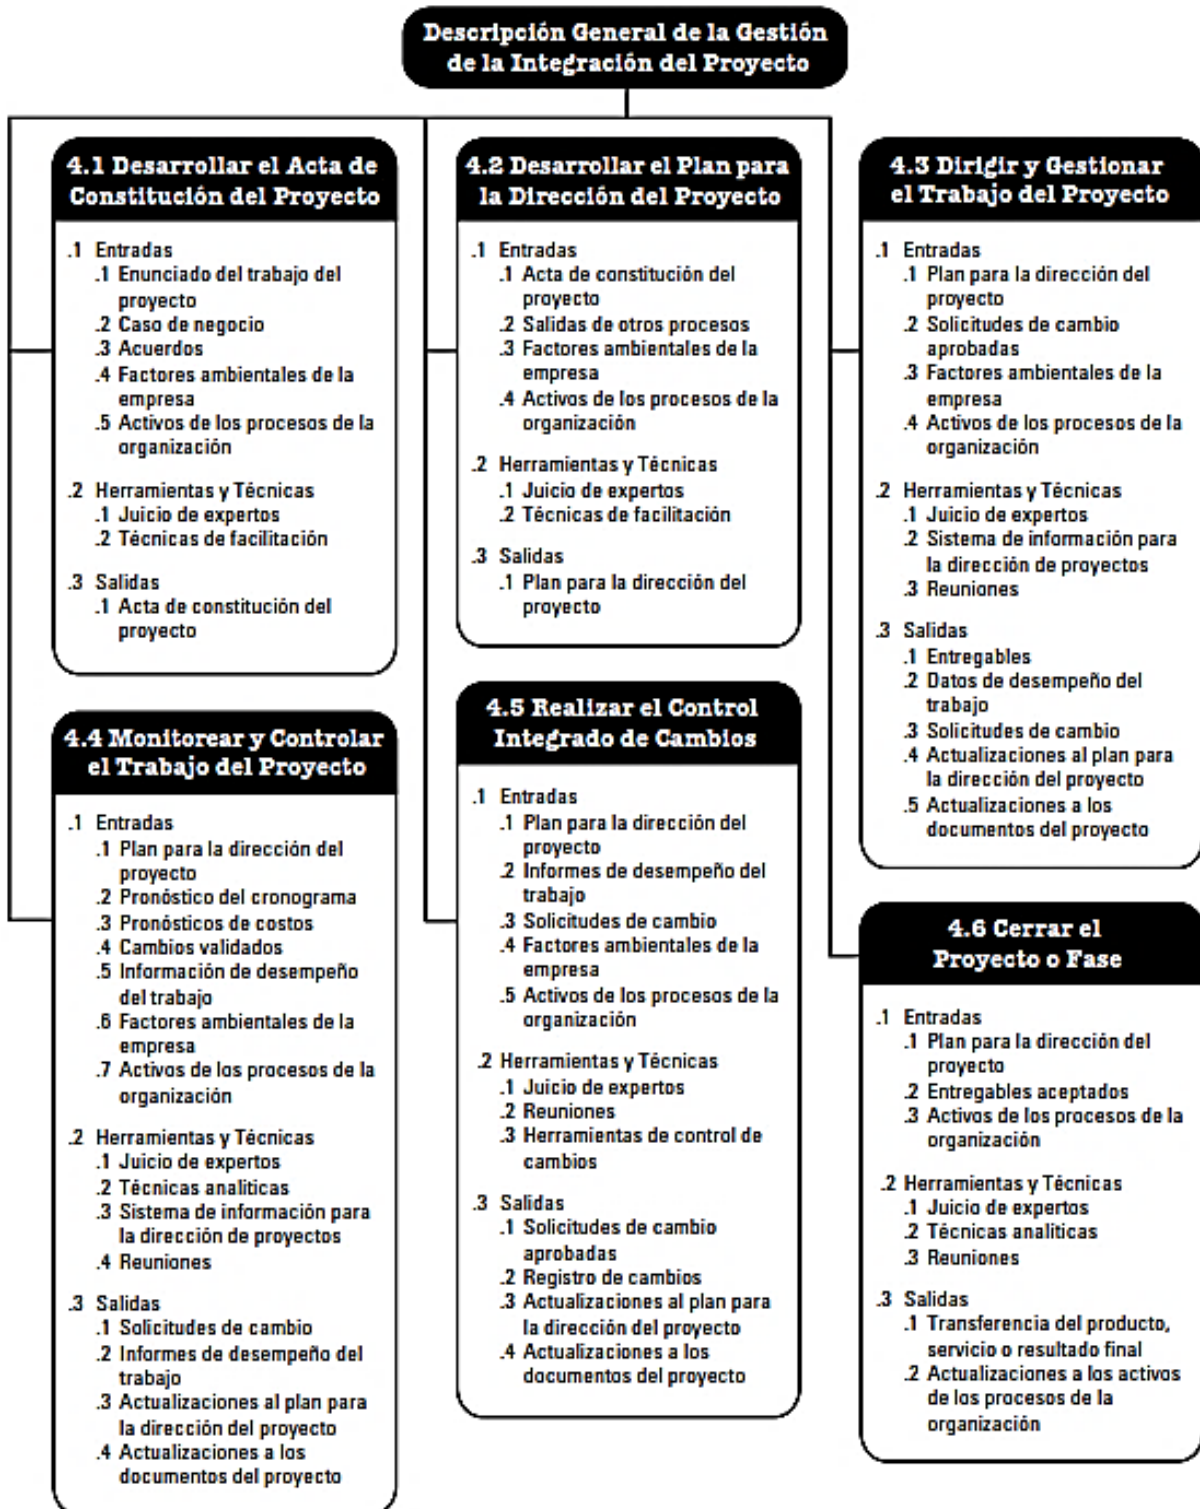 Descripción General de la Gestión
de la Integración del Proyecto
4.1 Desarrollar el Acta de
Constitución del Proyecto
.1 Entradas
.1 Enunciado del trabajo del
proyecto
.2 Caso de negocio
.3 Acuerdos
.4 Factores ambientales de la
empresa
.5 Activos de los procesos de la
organización
.2 Herramientas y Técnicas
.1 Juicio de expertos
.2 Técnicas de facilitación
.3 Salidas
.1 Acta de constitución del
proyecto
4.2 Desarrollar el Plan para
la Dirección del Proyecto
.1 Entradas
.1 Acta de constitución del
proyecto
.2 Salidas de otros procesos
.3 Factores ambientales de la
empresa
.4 Activos de los procesos de la
organización
.2 Herramientas y Técnicas
.1 Juicio de expertos
.2 Técnicas de facilitación
.3 Salidas
.1 Plan para la dirección del
proyecto
4.3 Dirigir y Gestionar
el Trabajo del Proyecto
.1 Entradas
.1 Plan para la dirección del
proyecto
.2 Solicitudes de cambio
aprobadas
.3 Factores ambientales de la
empresa
.4 Activos de los procesos de la
organización
.2 Herramientas y Técnicas
.1 Juicio de expertos
.2 Sistema de información para
la dirección de proyectos
.3 Reuniones
.3 Salidas
.1 Entregables
.2 Datos de desempeño del
trabajo
.3 Solicitudes de cambio
.4 Actualizaciones al plan para
la dirección del proyecto
.5 Actualizaciones a los
documentos del proyecto
4.4 Monitorear y Controlar
el Trabajo del Proyecto
.1 Entradas
.1 Plan para la dirección del
proyecto
.2 Pronóstico del cronograma
.3 Pronósticos de costos
.4 Cambios validados
.5 Información de desempeño
del trabajo
.6 Factores ambientales de la
empresa
.7 Activos de los procesos de la
organización
.2 Herramientas y Técnicas
.1 Juicio de expertos
.2 Técnicas analíticas
.3 Sistema de información para
la dirección de proyectos
.4 Reuniones
.3 Salidas
.1 Solicitudes de cambio
.2 Informes de desempeño del
trabajo
.3 Actualizaciones al plan para
la dirección del proyecto
.4 Actualizaciones a los
documentos del proyecto
4.5 Realizar el Control
Integrado de Cambios
.1 Entradas
.1 Plan para la dirección del
proyecto
.2 Informes de desempeño del
trabajo
.3 Solicitudes de cambio
.4 Factores ambientales de la
empresa
.5 Activos de los procesos de la
organización
.2 Herramientas y Técnicas
.1 Juicio de expertos
.2 Reuniones
.3 Herramientas de control de
cambios
.3 Salidas
.1 Solicitudes de cambio
aprobadas
.2 Registro de cambios
.3 Actualizaciones al plan para
la dirección del proyecto
.4 Actualizaciones a los
documentos del proyecto
4.6 Cerrar el
Proyecto o Fase
.1 Entradas
.1 Plan para la dirección del
proyecto
.2 Entregables aceptados
.3 Activos de los procesos de la
organización
.2 Herramientas y Técnicas
.1 Juicio de expertos
.2 Técnicas analíticas
.3 Reuniones
.3 Salidas
.1 Transferencia del producto,
servicio o resultado final
.2 Actualizaciones a los activos
de los procesos de la
organización